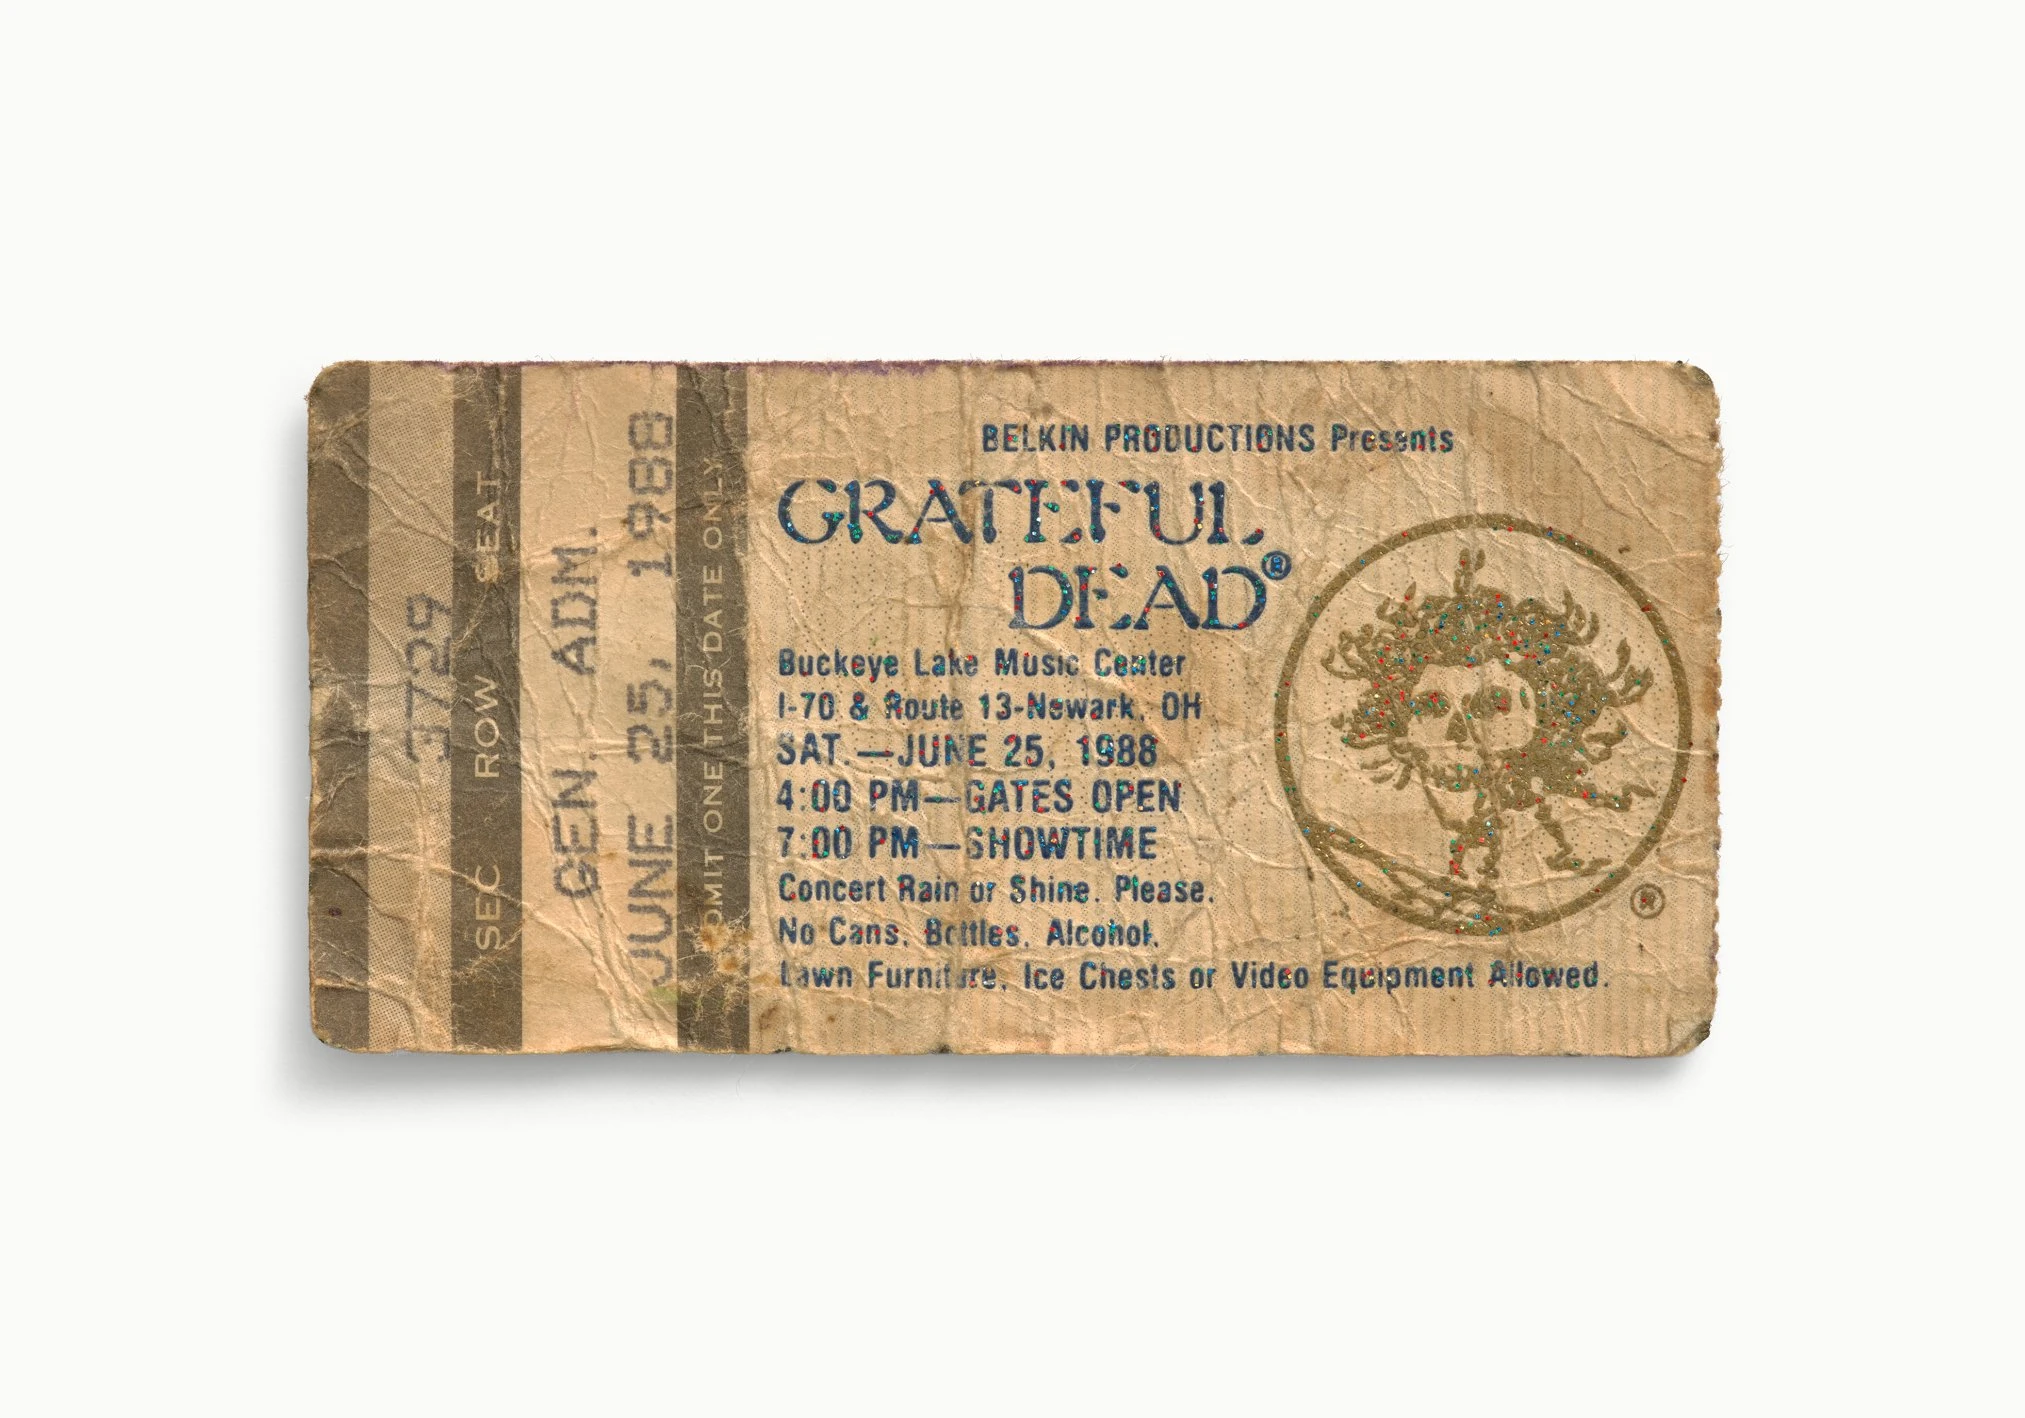 3729
SEC ROW SEAT
GEN. ADM.
JUNE 25, 1988
ADMIT ONE THIS DATE ONLY
BELKIN PRODUCTIONS Presents
GRATEFUL
DEAD®
Buckeye Lake Music Center
I-70 & Route 13-Newark, OH
SAT.—JUNE 25, 1988
4:00 PM—GATES OPEN
7:00 PM—SHOWTIME
Concert Rain or Shine. Please.
No Cans, Bottles, Alcohol,
Lawn Furniture, Ice Chests or Video Equipment Allowed.
®